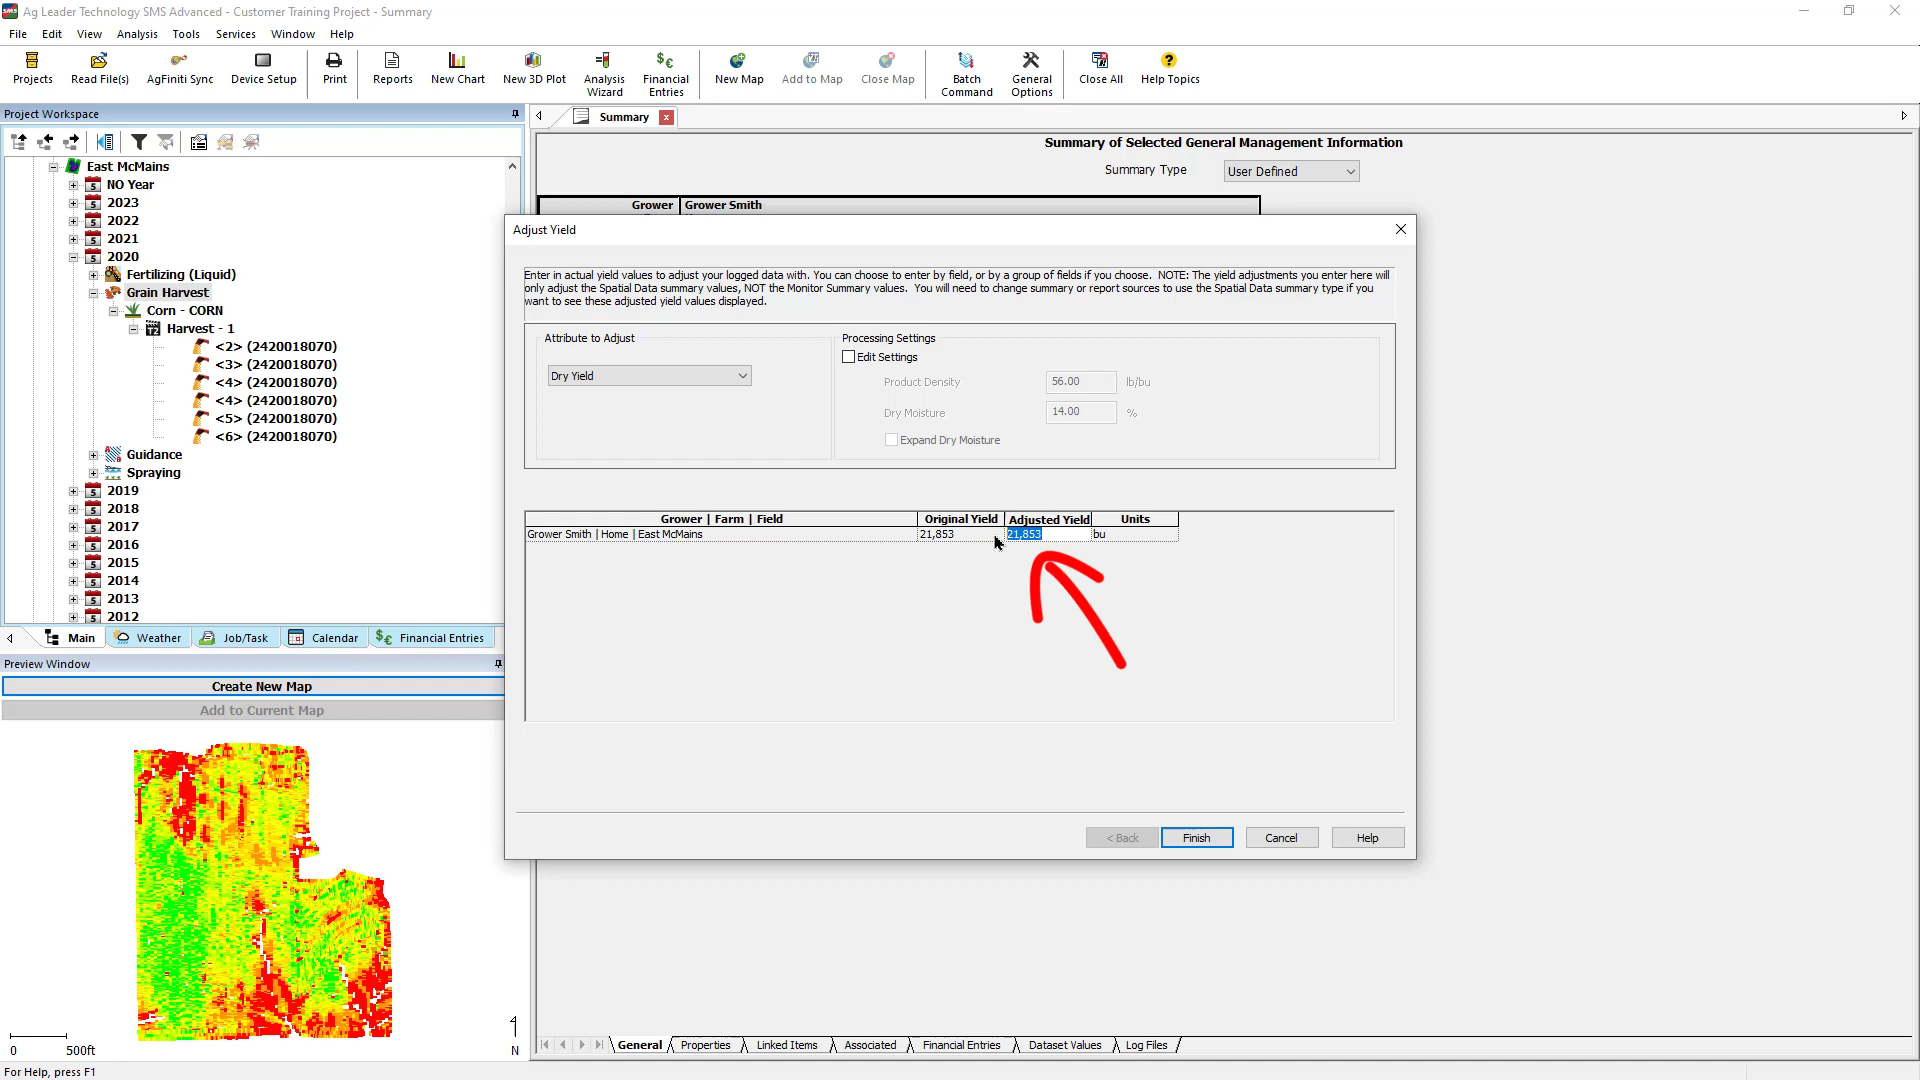 Ag Leader Technology SMS Advanced - Customer Training Project - Summary
File Edit View Analysis Tools Services Window Help
Projects Read File(s) AgFiniti Sync Device Setup Print Reports New Chart New 3D Plot Analysis Wizard Financial Entries New Map Add to Map Close Map Batch Command General Options Close All Help Topics
Project Workspace
Summary
Summary of Selected General Management Information
Summary Type User Defined
Grower Grower Smith
East McMains
NO Year
2023
2022
2021
2020
Fertilizing (Liquid)
Grain Harvest
Corn - CORN
Harvest - 1
<2> (2420018070)
<3> (2420018070)
<4> (2420018070)
<4> (2420018070)
<5> (2420018070)
<6> (2420018070)
Guidance
Spraying
2019
2018
2017
2016
2015
2014
2013
2012
Main Weather Job/Task Calendar Financial Entries
Preview Window
Create New Map
Add to Current Map
0 500ft
N
Adjust Yield
Enter in actual yield values to adjust your logged data with. You can choose to enter by field, or by a group of fields if you choose. NOTE: The yield adjustments you enter here will
only adjust the Spatial Data summary values, NOT the Monitor Summary values. You will need to change summary or report sources to use the Spatial Data summary type if you
want to see these adjusted yield values displayed.
Attribute to Adjust
Dry Yield
Processing Settings
Edit Settings
Product Density 56.00 lb/bu
Dry Moisture 14.00 %
Expand Dry Moisture
Grower | Farm | Field Original Yield Adjusted Yield Units
Grower Smith | Home | East McMains 21,853 21,853 bu
< Back Finish Cancel Help
General Properties Linked Items Associated Financial Entries Dataset Values Log Files
For Help, press F1